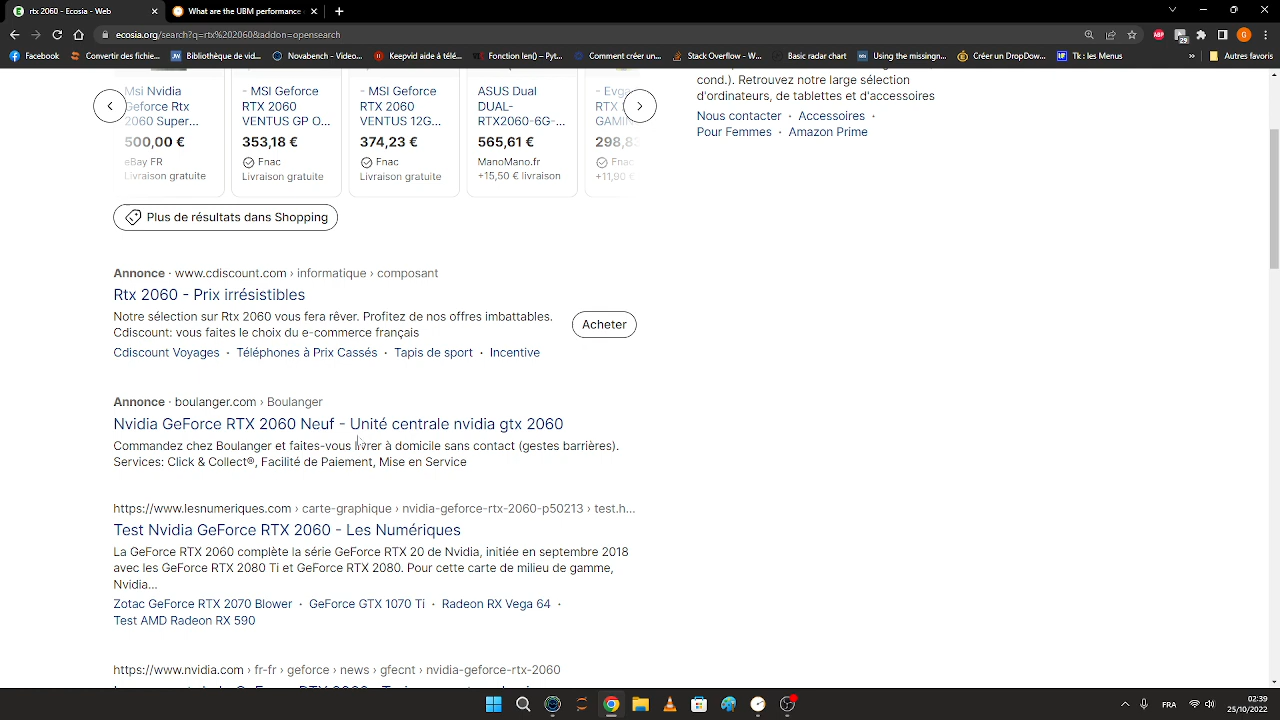 rtx 2060 - Ecosia - Web
What are the UBM performance
ecosia.org/search?q=rtx%202060&addon=opensearch
G
29
Facebook
Convertir des fichie...
Bibliothèque de vid...
Novabench - Video...
Keepvid aide à télé...
Fonction len() – Pyt...
Comment créer un...
Stack Overflow - W...
Basic radar chart
Using the missingn...
Créer un DropDow...
Tk : les Menus
»
Autres favoris
Msi Nvidia
Geforce Rtx
2060 Super...
500,00 €
eBay FR
Livraison gratuite
- MSI Geforce
RTX 2060
VENTUS GP O...
353,18 €
Fnac
Livraison gratuite
- MSI Geforce
RTX 2060
VENTUS 12G...
374,23 €
Fnac
Livraison gratuite
ASUS Dual
DUAL-
RTX2060-6G-...
565,61 €
ManoMano.fr
+15,50 € livraison
- Evg
RTX
GAMI
298,8
Fnac
+11,90 €
cond.). Retrouvez notre large sélection
d'ordinateurs, de tablettes et d'accessoires
Nous contacter · Accessoires ·
Pour Femmes · Amazon Prime
Plus de résultats dans Shopping
Annonce · www.cdiscount.com › informatique › composant
Rtx 2060 - Prix irrésistibles
Notre sélection sur Rtx 2060 vous fera rêver. Profitez de nos offres imbattables.
Cdiscount: vous faites le choix du e-commerce français
Acheter
Cdiscount Voyages · Téléphones à Prix Cassés · Tapis de sport · Incentive
Annonce · boulanger.com › Boulanger
Nvidia GeForce RTX 2060 Neuf - Unité centrale nvidia gtx 2060
Commandez chez Boulanger et faites-vous livrer à domicile sans contact (gestes barrières).
Services: Click & Collect®, Facilité de Paiement, Mise en Service
https://www.lesnumeriques.com › carte-graphique › nvidia-geforce-rtx-2060-p50213 › test.h...
Test Nvidia GeForce RTX 2060 - Les Numériques
La GeForce RTX 2060 complète la série GeForce RTX 20 de Nvidia, initiée en septembre 2018
avec les GeForce RTX 2080 Ti et GeForce RTX 2080. Pour cette carte de milieu de gamme,
Nvidia...
Zotac GeForce RTX 2070 Blower · GeForce GTX 1070 Ti · Radeon RX Vega 64 ·
Test AMD Radeon RX 590
https://www.nvidia.com › fr-fr › geforce › news › gfecnt › nvidia-geforce-rtx-2060
FRA
02:39
25/10/2022